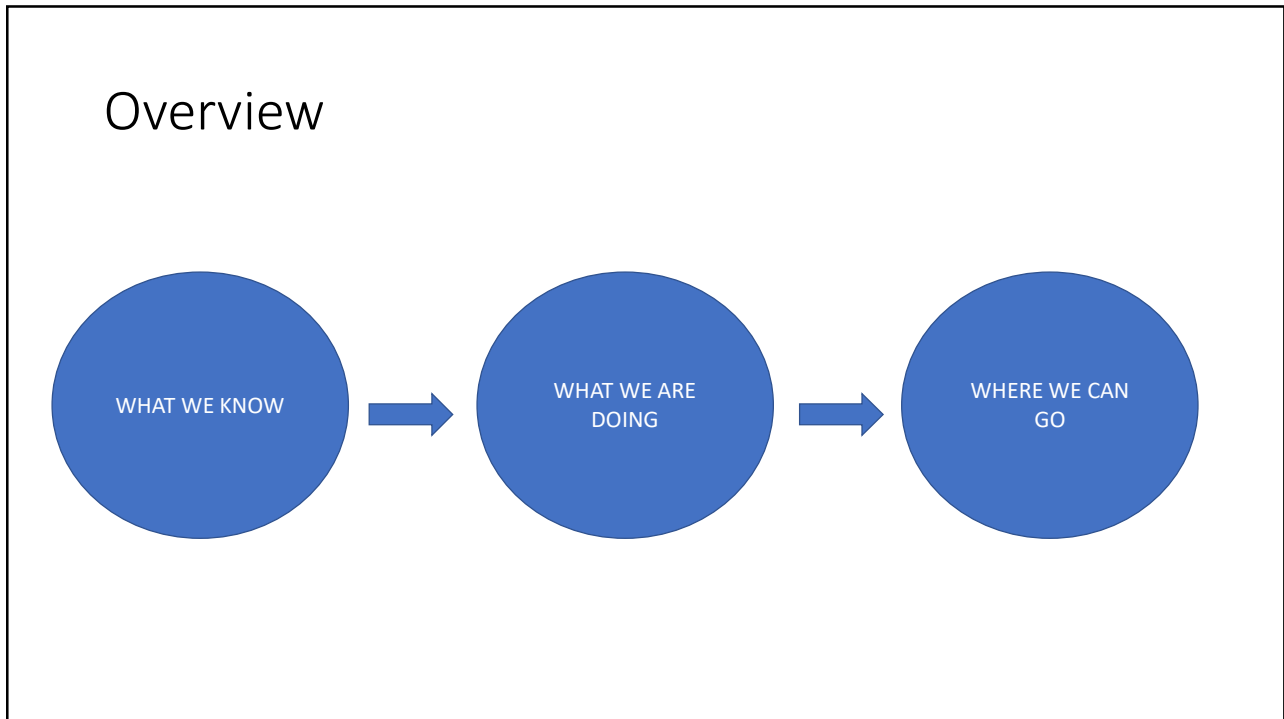 Overview
WHAT WE KNOW
WHAT WE ARE
DOING
WHERE WE CAN
GO